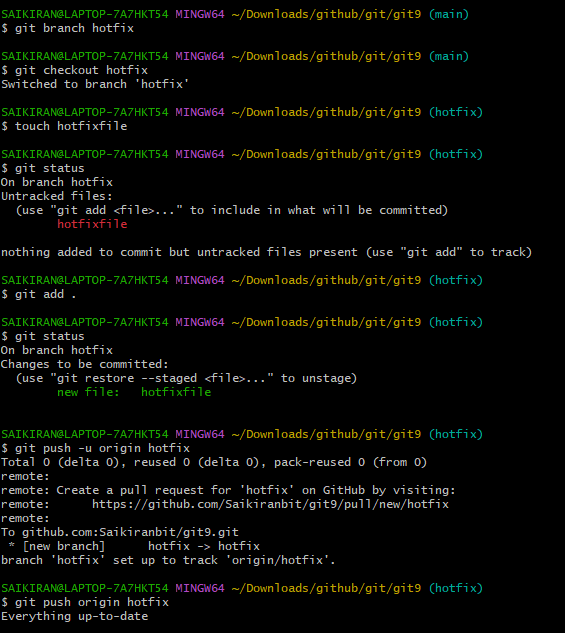 SAIKIRAN@LAPTOP-7A7HKT54 MINGW64 ~/Downloads/github/git/git9 (main)
$ git branch hotfix
SAIKIRAN@LAPTOP-7A7HKT54 MINGW64 ~/Downloads/github/git/git9 (main)
$ git checkout hotfix
Switched to branch 'hotfix'
SAIKIRAN@LAPTOP-7A7HKT54 MINGW64 ~/Downloads/github/git/git9 (hotfix)
$ touch hotfixfile
SAIKIRAN@LAPTOP-7A7HKT54 MINGW64 ~/Downloads/github/git/git9 (hotfix)
$ git status
On branch hotfix
Untracked files:
  (use "git add <file>..." to include in what will be committed)
        hotfixfile
nothing added to commit but untracked files present (use "git add" to track)
SAIKIRAN@LAPTOP-7A7HKT54 MINGW64 ~/Downloads/github/git/git9 (hotfix)
$ git add .
SAIKIRAN@LAPTOP-7A7HKT54 MINGW64 ~/Downloads/github/git/git9 (hotfix)
$ git status
On branch hotfix
Changes to be committed:
  (use "git restore --staged <file>..." to unstage)
        new file:   hotfixfile
SAIKIRAN@LAPTOP-7A7HKT54 MINGW64 ~/Downloads/github/git/git9 (hotfix)
$ git push -u origin hotfix
Total 0 (delta 0), reused 0 (delta 0), pack-reused 0 (from 0)
remote:
remote: Create a pull request for 'hotfix' on GitHub by visiting:
remote:      https://github.com/Saikiranbit/git9/pull/new/hotfix
remote:
To github.com:Saikiranbit/git9.git
 * [new branch]      hotfix -> hotfix
branch 'hotfix' set up to track 'origin/hotfix'.
SAIKIRAN@LAPTOP-7A7HKT54 MINGW64 ~/Downloads/github/git/git9 (hotfix)
$ git push origin hotfix
Everything up-to-date